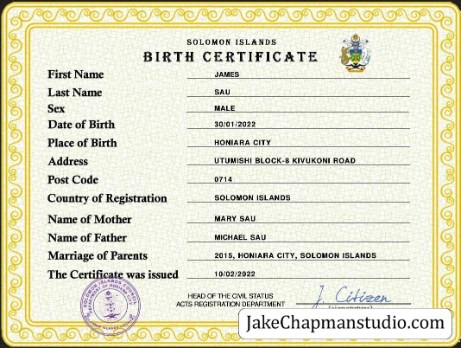 SOLOMON ISLANDS
BIRTH CERTIFICATE
First Name JAMES
Last Name SAU
Sex MALE
Date of Birth 30/01/2022
Place of Birth HONIARA CITY
Address UTUMISHI BLOCK-8 KIVUKONI ROAD
Post Code 0714
Country of Registration SOLOMON ISLANDS
Name of Mother MARY SAU
Name of Father MICHAEL SAU
Marriage of Parents 2015, HONIARA CITY, SOLOMON ISLANDS
The Certificate was issued 10/02/2022
HEAD OF THE CIVIL STATUS
ACTS REGISTRATION DEPARTMENT
J. Citizen
JakeChapmanstudio.com